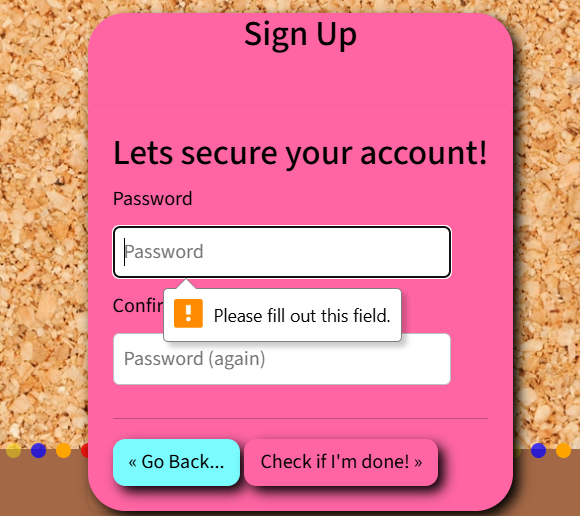 Sign Up
Lets secure your account!
Password
Password
Confir
Please fill out this field.
Password (again)
« Go Back...
Check if I'm done! »